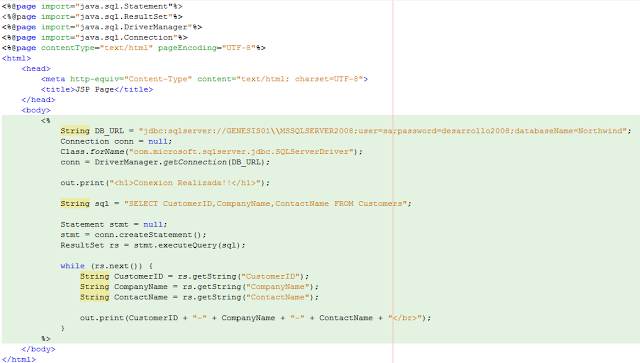 <%@page import="java.sql.Statement"%>
<%@page import="java.sql.ResultSet"%>
<%@page import="java.sql.DriverManager"%>
<%@page import="java.sql.Connection"%>
<%@page contentType="text/html" pageEncoding="UTF-8"%>
<html>
<head>
<meta http-equiv="Content-Type" content="text/html; charset=UTF-8">
<title>JSP Page</title>
</head>
<body>
<%
String DB_URL = "jdbc:sqlserver://GENESIS01\\MSSQLSERVER2008;user=sa;password=desarrollo2008;databaseName=Northwind";
Connection conn = null;
Class.forName("com.microsoft.sqlserver.jdbc.SQLServerDriver");
conn = DriverManager.getConnection(DB_URL);
out.print("<h1>Conexion Realizada!!</h1>");
String sql = "SELECT CustomerID,CompanyName,ContactName FROM Customers";
Statement stmt = null;
stmt = conn.createStatement();
ResultSet rs = stmt.executeQuery(sql);
while (rs.next()) {
String CustomerID = rs.getString("CustomerID");
String CompanyName = rs.getString("CompanyName");
String ContactName = rs.getString("ContactName");
out.print(CustomerID + "-" + CompanyName + "-" + ContactName + "</br>");
}
%>
</body>
</html>